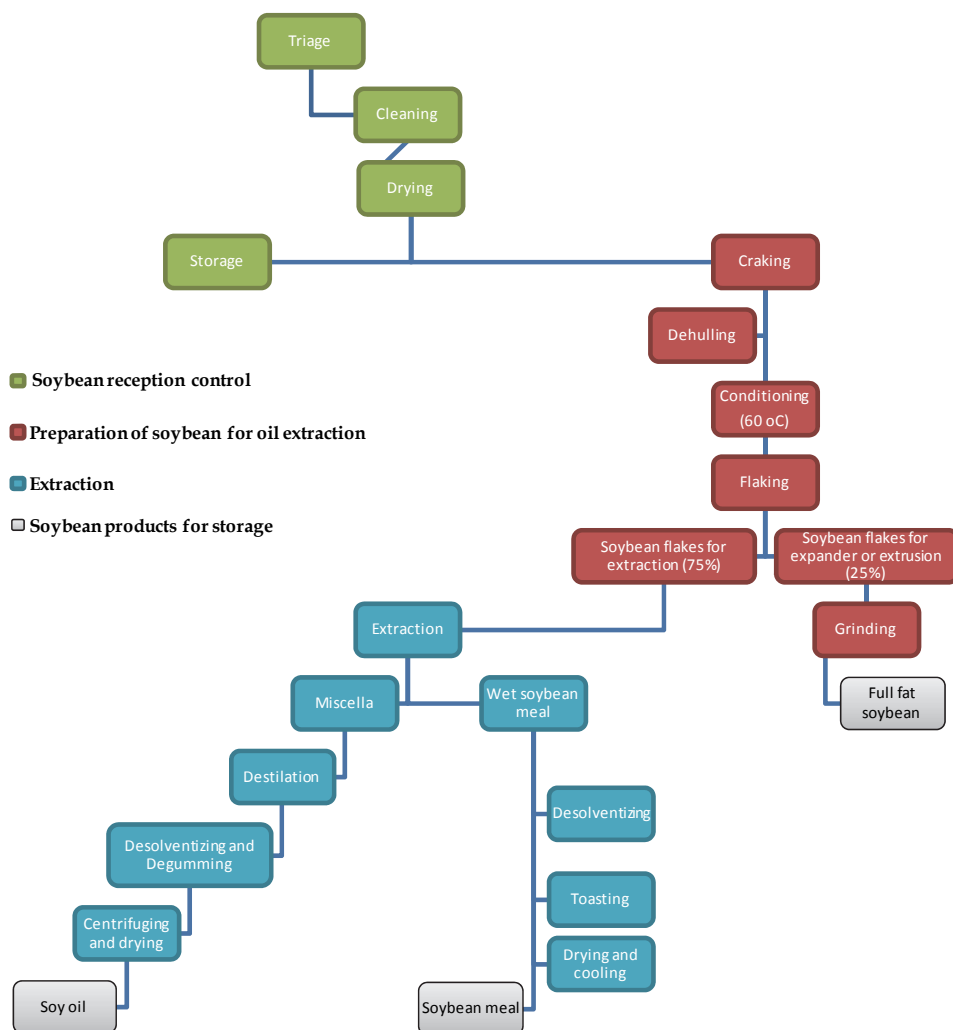 Triage
Cleaning
Drying
Storage
Craking
Dehulling
Soybean reception control
Conditioning
(60 oC)
Preparation of soybean for oil extraction
Flaking
Extraction
Soybean products for storage
Soybean flakes for
extraction (75%)
Soybean flakes for
expander or extrusion
(25%)
Extraction
Grinding
Miscella
Wet soybean
meal
Full fat
soybean
Destilation
Desolventizing
Desolventizing and
Degumming
Toasting
Centrifuging
and drying
Drying and
cooling
Soy oil
Soybean meal